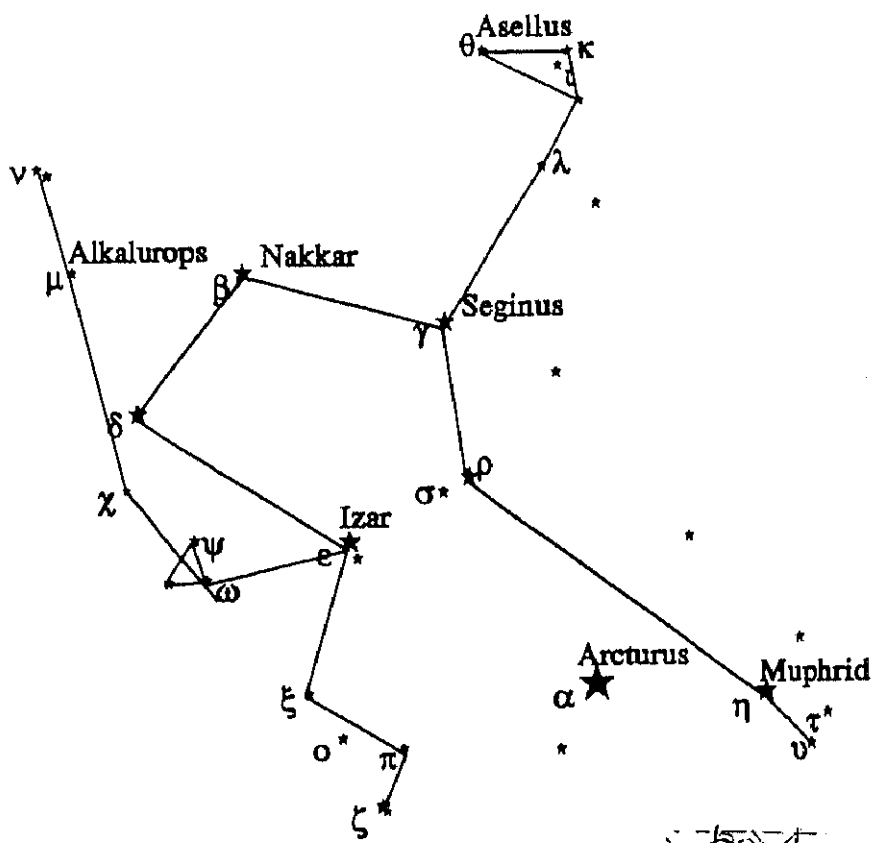 Asellus
θ κ
ι
λ
ν
Alkalurops
μ
Nakkar
β
Seginus
γ
δ
ρ
σ
χ
Izar
ε
ψ
ω
Arcturus
α
Muphrid
η
τ
υ
ξ
ο
π
ζ